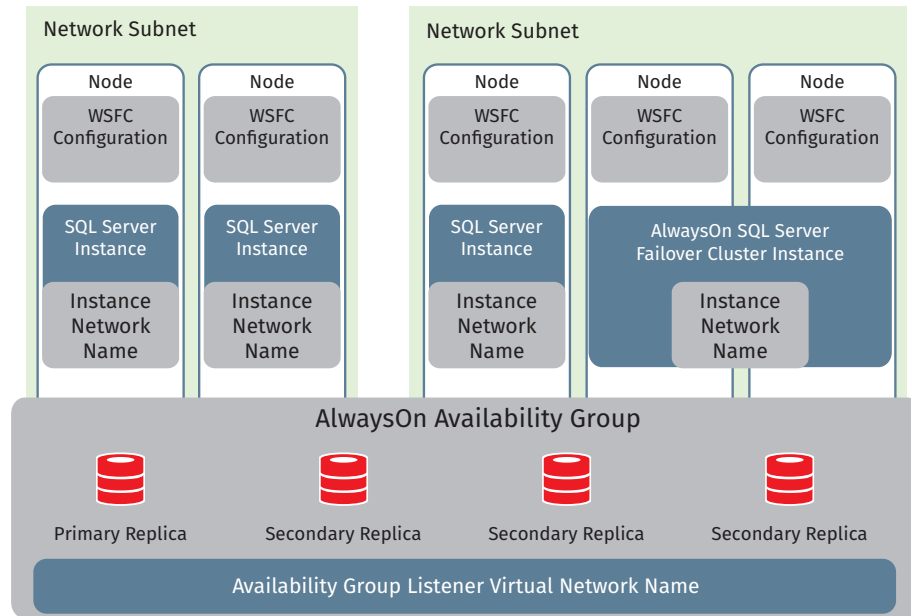 Network Subnet
Node
WSFC
Configuration
SQL Server
Instance
Instance
Network
Name
Node
WSFC
Configuration
SQL Server
Instance
Instance
Network
Name
Network Subnet
Node
WSFC
Configuration
SQL Server
Instance
Instance
Network
Name
Node
WSFC
Configuration
Node
WSFC
Configuration
AlwaysOn SQL Server
Failover Cluster Instance
Instance
Network
Name
AlwaysOn Availability Group
Primary Replica
Secondary Replica
Secondary Replica
Secondary Replica
Availability Group Listener Virtual Network Name